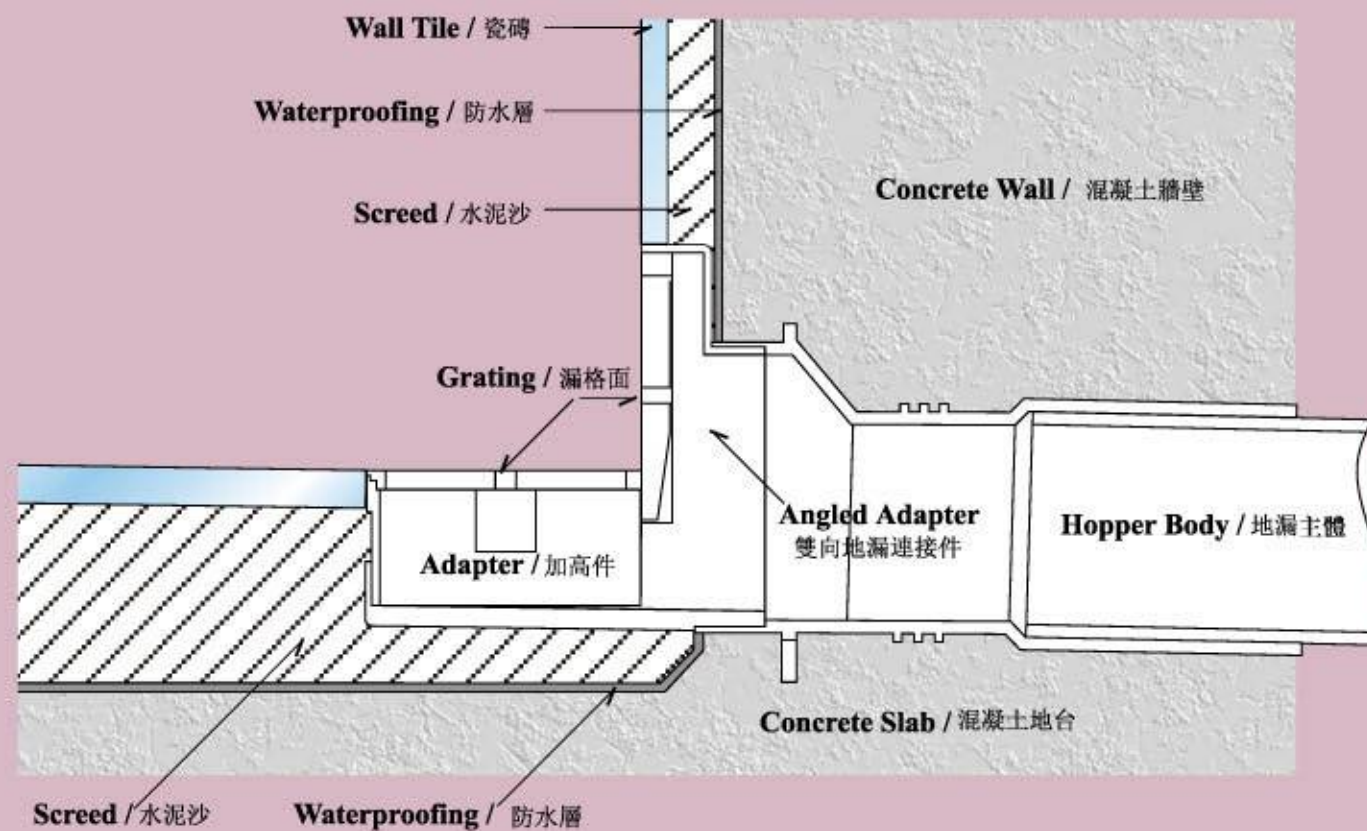 Wall Tile / 瓷磚
Waterproofing / 防水層
Concrete Wall / 混凝土牆壁
Screed / 水泥沙
Grating / 漏格面
Angled Adapter
雙向地漏連接件
Hopper Body / 地漏主體
Adapter / 加高件
Concrete Slab / 混凝土地台
Screed / 水泥沙
Waterproofing / 防水層